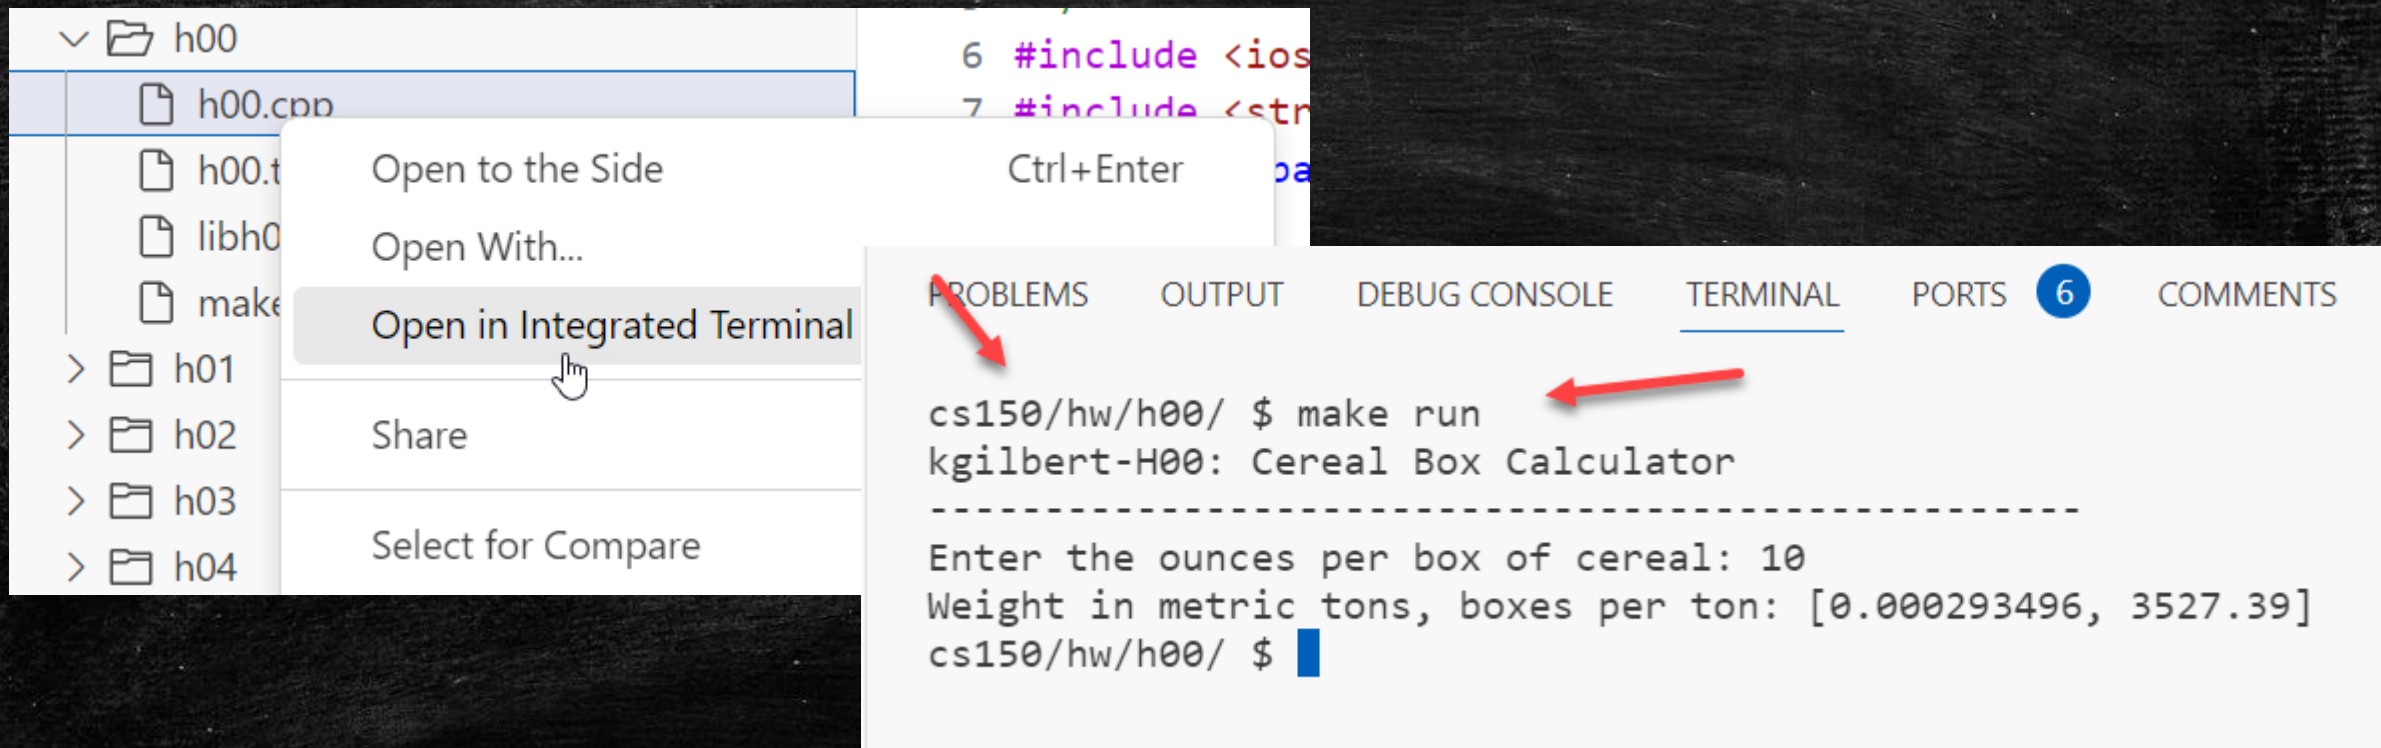 h00
h00.cpp
h00.t
libh0
make
h01
h02
h03
h04
6 #include <ios
7 #include <str
pa
Open to the Side Ctrl+Enter
Open With...
Open in Integrated Terminal
Share
Select for Compare
PROBLEMS OUTPUT DEBUG CONSOLE TERMINAL PORTS 6 COMMENTS
cs150/hw/h00/ $ make run
kgilbert-H00: Cereal Box Calculator
--------------------------------------------------
Enter the ounces per box of cereal: 10
Weight in metric tons, boxes per ton: [0.000293496, 3527.39]
cs150/hw/h00/ $